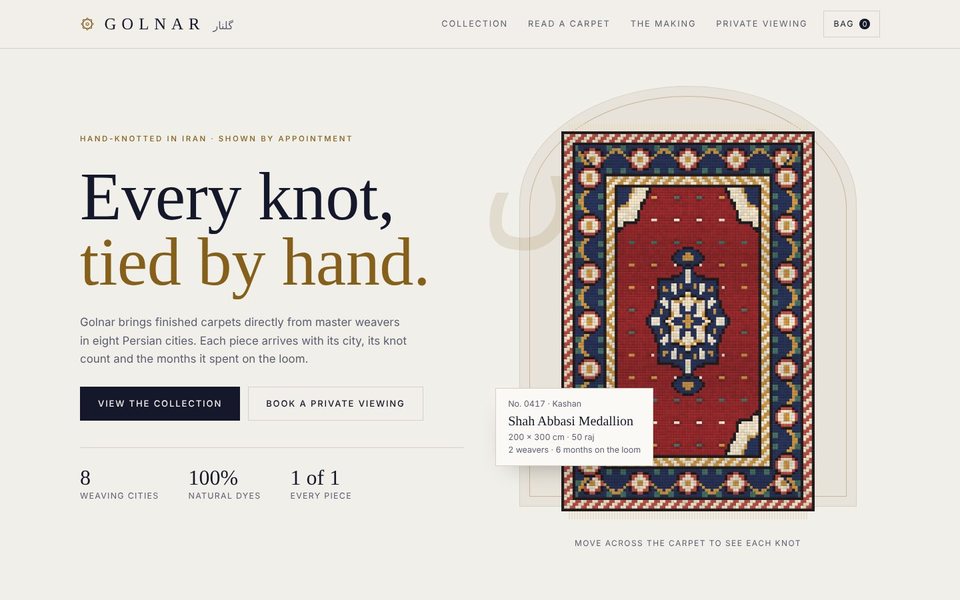 GOLNAR گلنار
COLLECTION READ A CARPET THE MAKING PRIVATE VIEWING BAG 0
HAND-KNOTTED IN IRAN · SHOWN BY APPOINTMENT
Every knot,
tied by hand.
Golnar brings finished carpets directly from master weavers
in eight Persian cities. Each piece arrives with its city, its knot
count and the months it spent on the loom.
VIEW THE COLLECTION BOOK A PRIVATE VIEWING
8 100% 1 of 1
WEAVING CITIES NATURAL DYES EVERY PIECE
No. 0417 · Kashan
Shah Abbasi Medallion
200 × 300 cm · 50 raj
2 weavers · 6 months on the loom
MOVE ACROSS THE CARPET TO SEE EACH KNOT